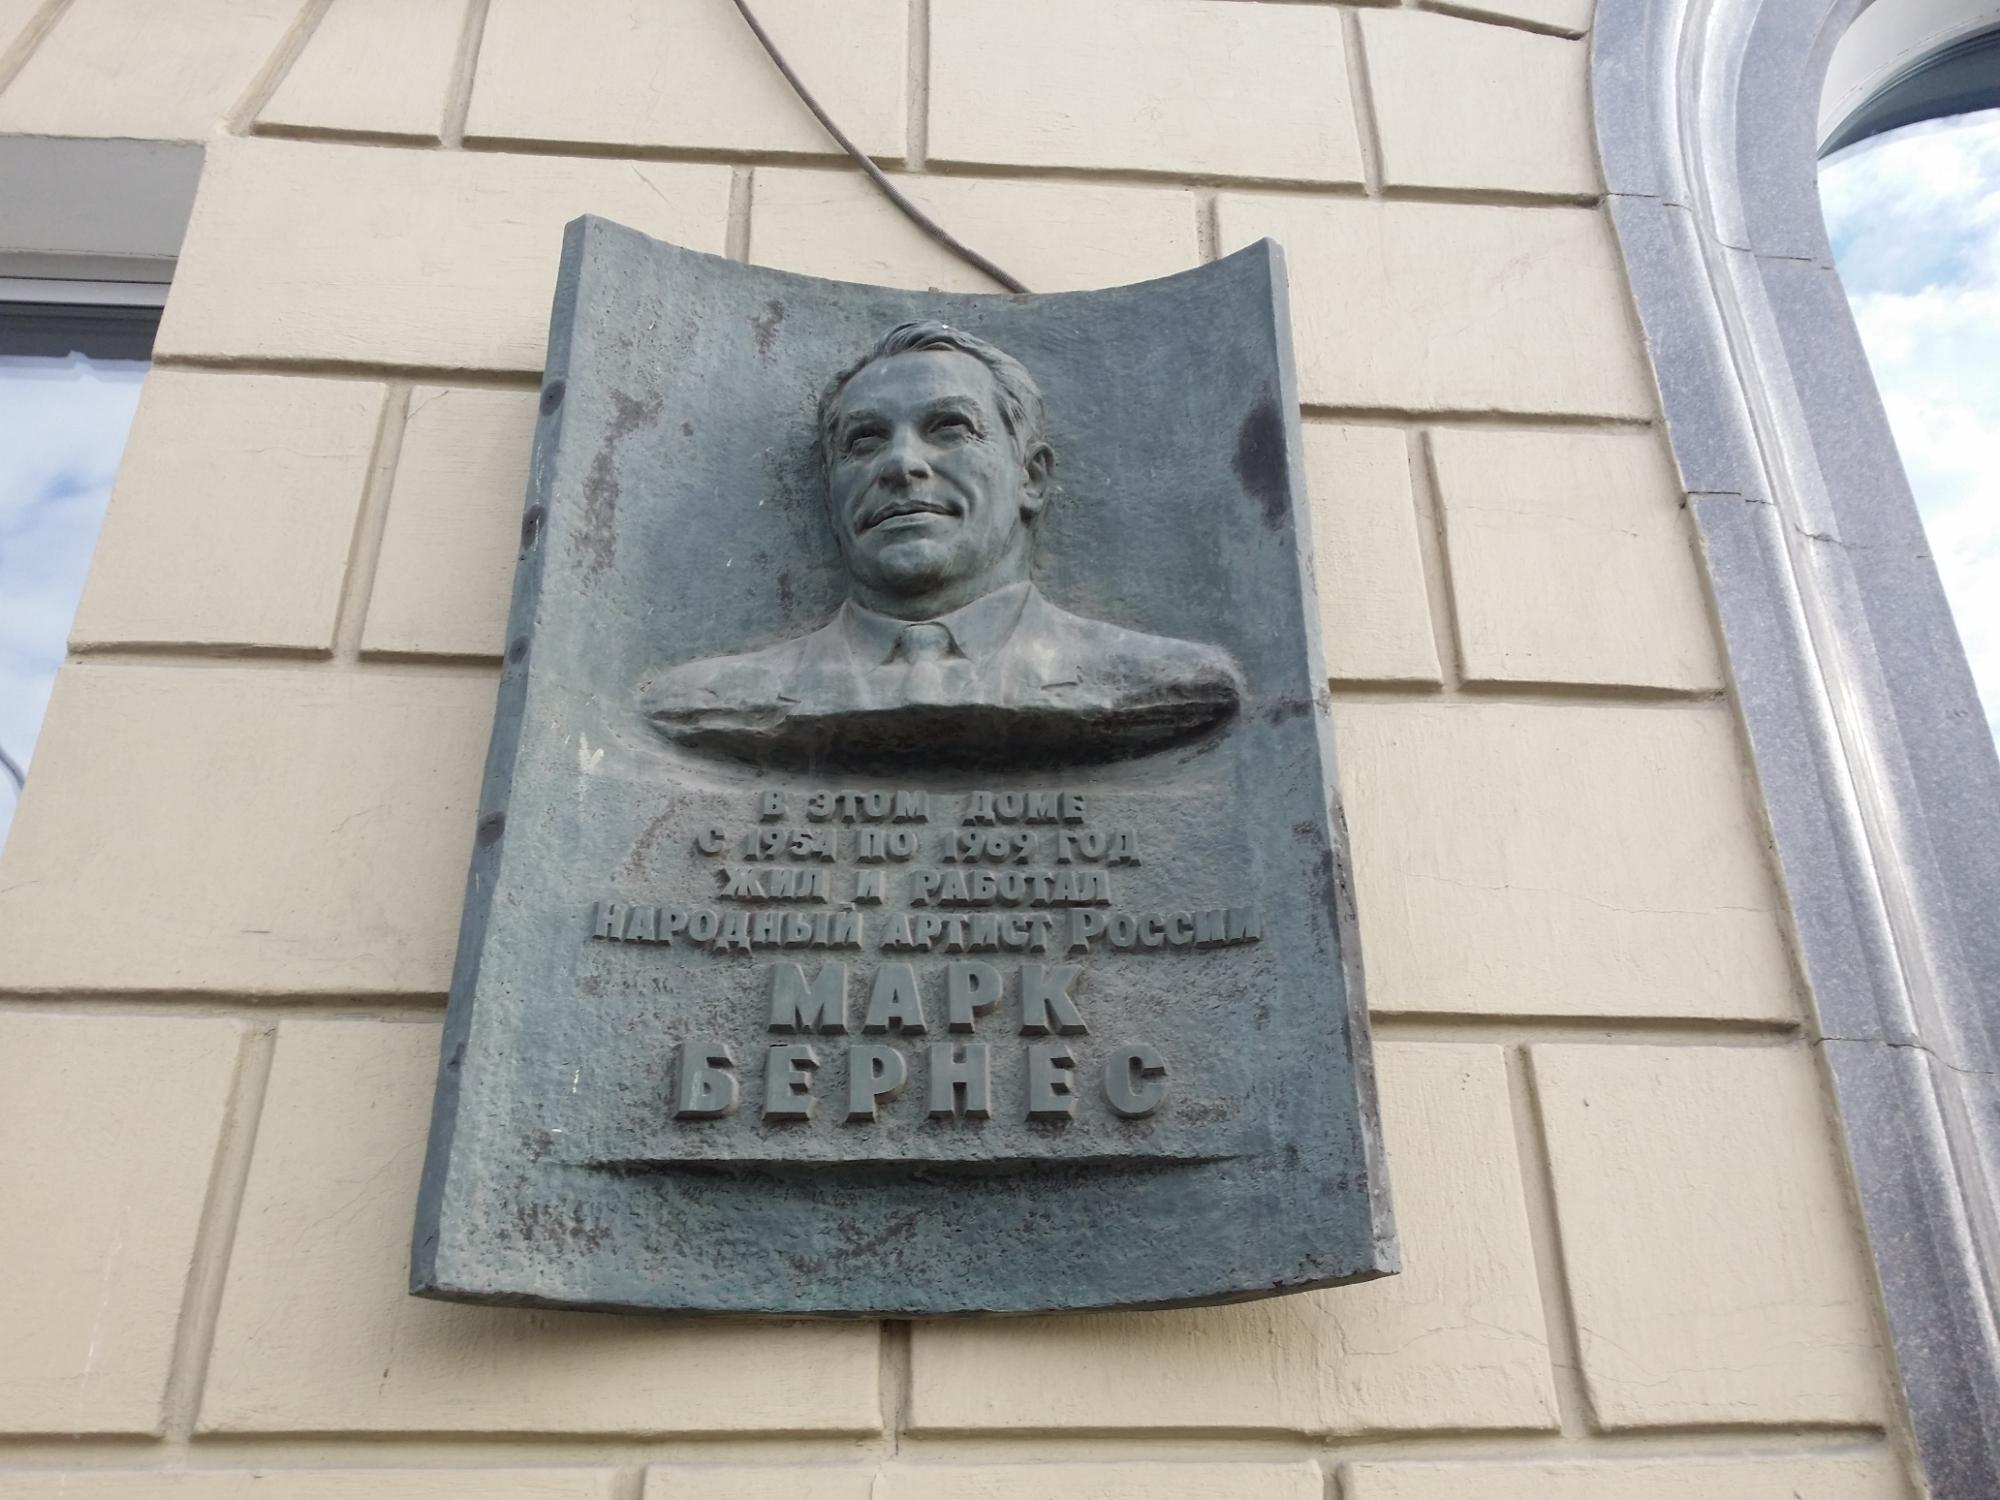 В ЭТОМ ДОМЕ
С 1954 ПО 1969 ГОД
ЖИЛ И РАБОТАЛ
НАРОДНЫЙ АРТИСТ РОССИИ
МАРК
БЕРНЕС